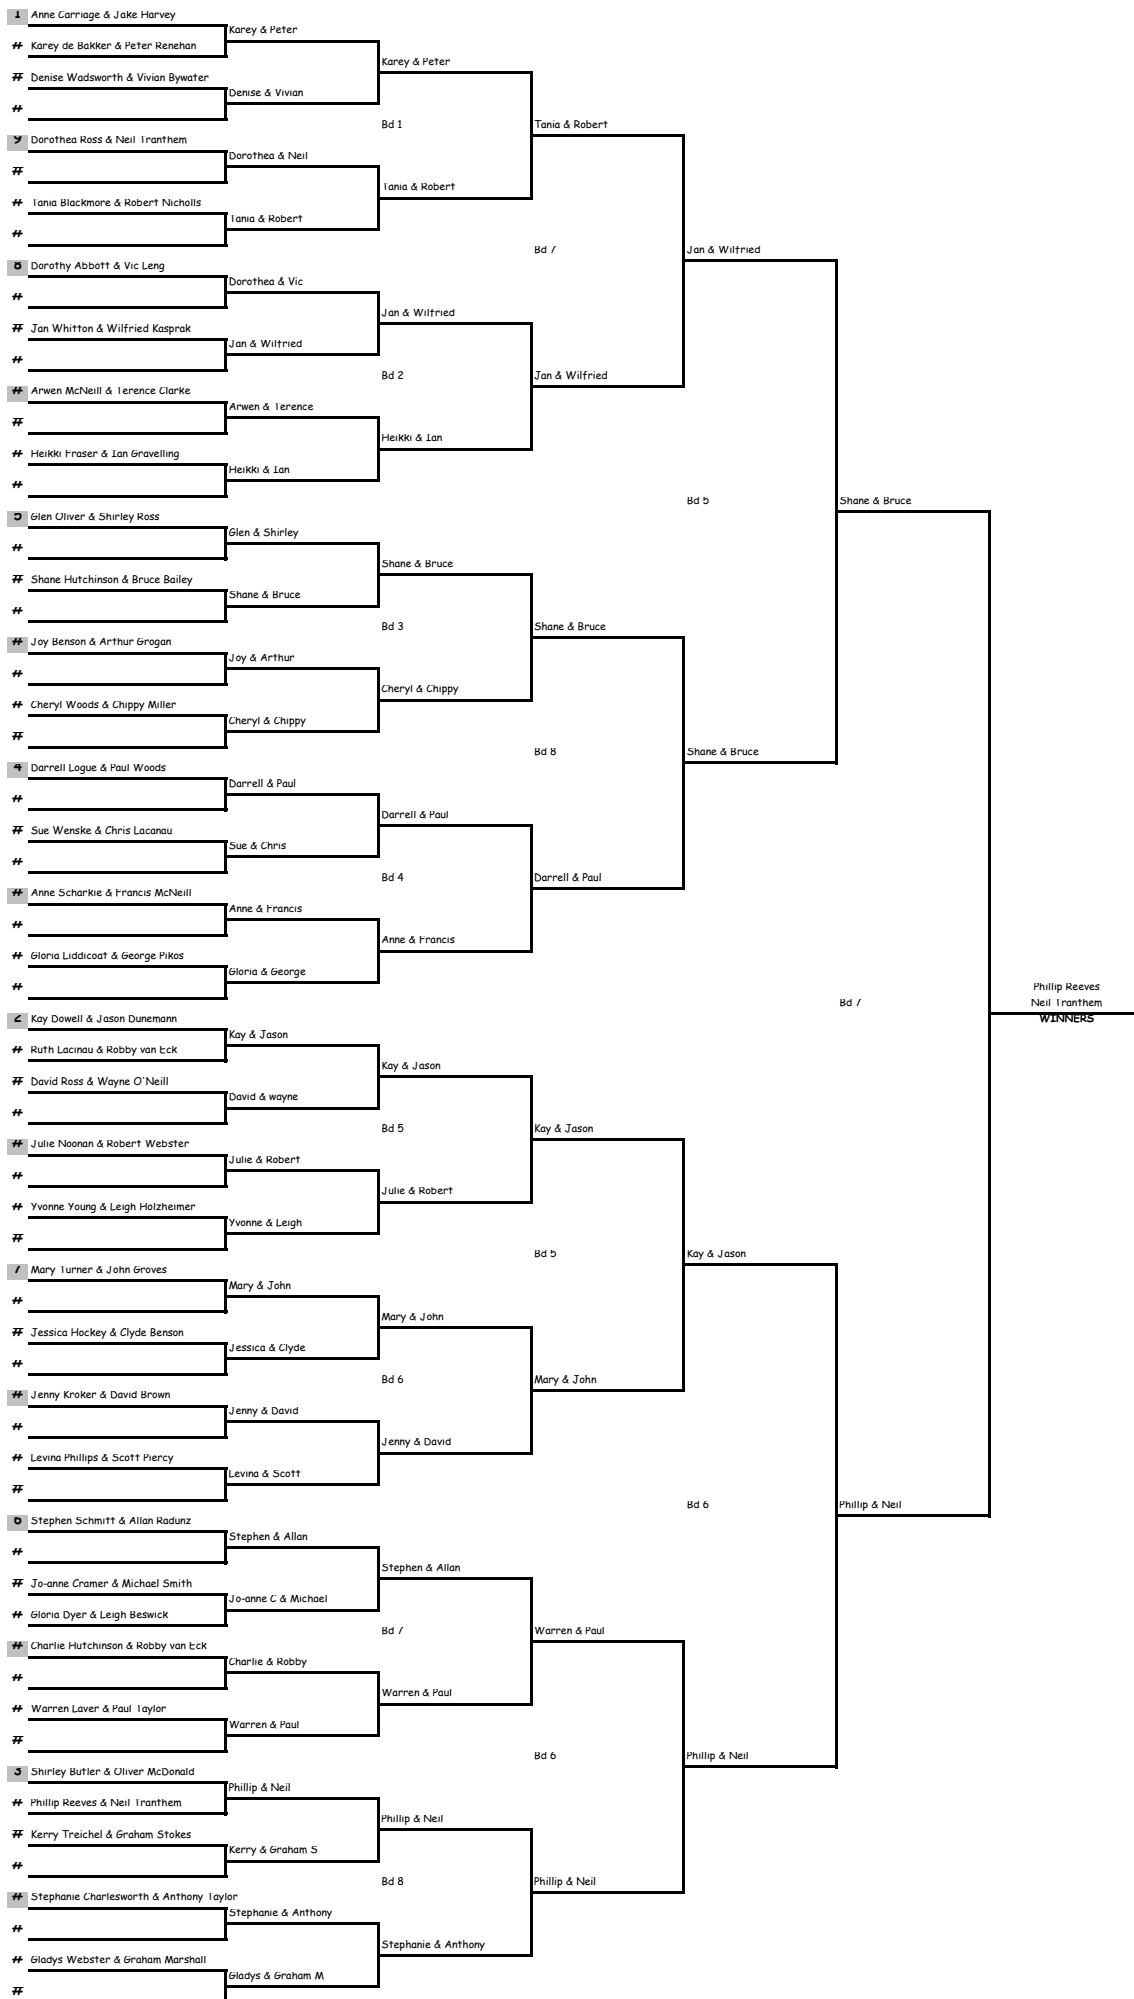 1 Anne Carriage & Jake Harvey
Karey & Peter
# Karey de Bakker & Peter Renehan
Karey & Peter
# Denise Wadsworth & Vivian Bywater
Denise & Vivian
#
Bd 1
Tania & Robert
9 Dorothea Ross & Neil Tranthem
Dorothea & Neil
#
Tania & Robert
# Tania Blackmore & Robert Nicholls
Tania & Robert
#
Bd 7
Jan & Wilfried
8 Dorothy Abbott & Vic Leng
Dorothea & Vic
#
Jan & Wilfried
# Jan Whitton & Wilfried Kasprak
Jan & Wilfried
#
Bd 2
Jan & Wilfried
# Arwen McNeill & Terence Clarke
Arwen & Terence
#
Heikki & Ian
# Heikki Fraser & Ian Gravelling
Heikki & Ian
#
Bd 5
Shane & Bruce
5 Glen Oliver & Shirley Ross
Glen & Shirley
#
Shane & Bruce
# Shane Hutchinson & Bruce Bailey
Shane & Bruce
#
Bd 3
Shane & Bruce
# Joy Benson & Arthur Grogan
Joy & Arthur
#
Cheryl & Chippy
# Cheryl Woods & Chippy Miller
Cheryl & Chippy
#
Bd 8
Shane & Bruce
4 Darrell Logue & Paul Woods
Darrell & Paul
#
Darrell & Paul
# Sue Wenske & Chris Lacanau
Sue & Chris
#
Bd 4
Darrell & Paul
# Anne Scharkie & Francis McNeill
Anne & Francis
#
Anne & Francis
# Gloria Liddicoat & George Pikos
Gloria & George
#
Phillip Reeves
Bd 7
Neil Tranthem
WINNERS
2 Kay Dowell & Jason Dunemann
Kay & Jason
# Ruth Lacinau & Robby van Eck
Kay & Jason
# David Ross & Wayne O'Neill
David & wayne
#
Bd 5
Kay & Jason
# Julie Noonan & Robert Webster
Julie & Robert
#
Julie & Robert
# Yvonne Young & Leigh Holzheimer
Yvonne & Leigh
#
Bd 5
Kay & Jason
7 Mary Turner & John Groves
Mary & John
#
Mary & John
# Jessica Hockey & Clyde Benson
Jessica & Clyde
#
Bd 6
Mary & John
# Jenny Kroker & David Brown
Jenny & David
#
Jenny & David
# Levina Phillips & Scott Piercy
Levina & Scott
#
Bd 6
Phillip & Neil
6 Stephen Schmitt & Allan Radunz
Stephen & Allan
#
Stephen & Allan
# Jo-anne Cramer & Michael Smith
Jo-anne C & Michael
# Gloria Dyer & Leigh Beswick
Bd 7
Warren & Paul
# Charlie Hutchinson & Robby van Eck
Charlie & Robby
#
Warren & Paul
# Warren Laver & Paul Taylor
Warren & Paul
#
Bd 6
Phillip & Neil
3 Shirley Butler & Oliver McDonald
Phillip & Neil
# Phillip Reeves & Neil Tranthem
Phillip & Neil
# Kerry Treichel & Graham Stokes
Kerry & Graham S
#
Bd 8
Phillip & Neil
# Stephanie Charlesworth & Anthony Taylor
Stephanie & Anthony
#
Stephanie & Anthony
# Gladys Webster & Graham Marshall
Gladys & Graham M
#